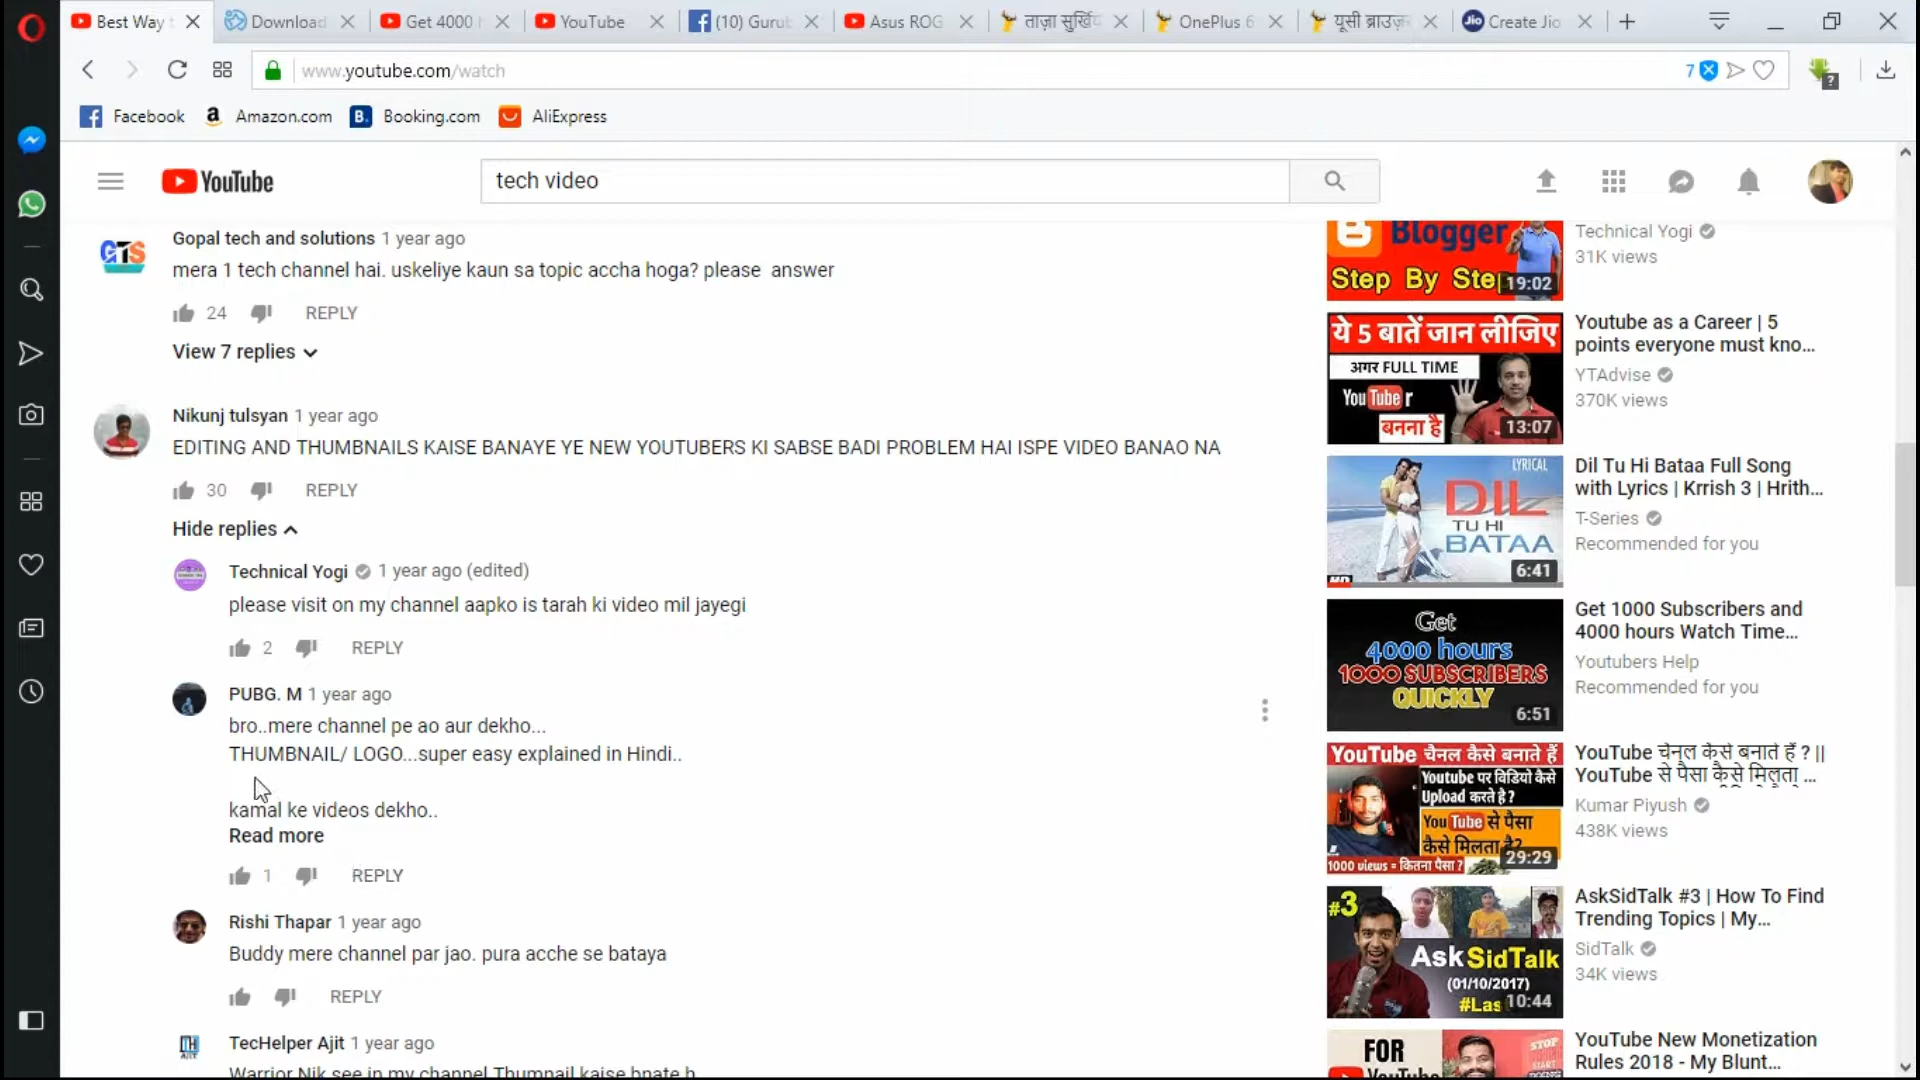 Best Way t
Download
Get 4000 h
YouTube
(10) Gurub
Asus ROG
ताज़ा सुर्खिय
OnePlus 6
यूसी ब्राउज़
Jio Create Jio
www.youtube.com/watch
7
Facebook
Amazon.com
B. Booking.com
AliExpress
YouTube
tech video
GTS
Gopal tech and solutions 1 year ago
mera 1 tech channel hai. uskeliye kaun sa topic accha hoga? please answer
24 REPLY
View 7 replies
Nikunj tulsyan 1 year ago
EDITING AND THUMBNAILS KAISE BANAYE YE NEW YOUTUBERS KI SABSE BADI PROBLEM HAI ISPE VIDEO BANAO NA
30 REPLY
Hide replies
Technical Yogi 1 year ago (edited)
please visit on my channel aapko is tarah ki video mil jayegi
2 REPLY
PUBG. M 1 year ago
bro..mere channel pe ao aur dekho...
THUMBNAIL/ LOGO...super easy explained in Hindi..
kamal ke videos dekho..
Read more
1 REPLY
Rishi Thapar 1 year ago
Buddy mere channel par jao. pura acche se bataya
REPLY
TecHelper Ajit 1 year ago
Warrior Nik see in my channel Thumnail kaise bnate h
Blogger
Step By Step
19:02
Technical Yogi
31K views
ये 5 बातें जान लीजिए
अगर FULL TIME
YouTube r
बनना है
13:07
Youtube as a Career | 5
points everyone must kno...
YTAdvise
370K views
LYRICAL
DIL
TU HI
BATAA
6:41
Dil Tu Hi Bataa Full Song
with Lyrics | Krrish 3 | Hrith...
T-Series
Recommended for you
Get
4000 hours
1000 SUBSCRIBERS
QUICKLY
6:51
Get 1000 Subscribers and
4000 hours Watch Time...
Youtubers Help
Recommended for you
YouTube चैनल कैसे बनाते हैं
Youtube पर विडियो कैसे
Upload करते है?
YouTube से पैसा
कैसे मिलता है?
1000 views = कितना पैसा ?
29:29
YouTube चैनल कैसे बनाते हैं ? ||
YouTube से पैसा कैसे मिलता ...
Kumar Piyush
438K views
#3
Ask SidTalk
(01/10/2017)
#Las
10:44
AskSidTalk #3 | How To Find
Trending Topics | My...
SidTalk
34K views
FOR
YouTube
STOP
YouTube New Monetization
Rules 2018 - My Blunt...